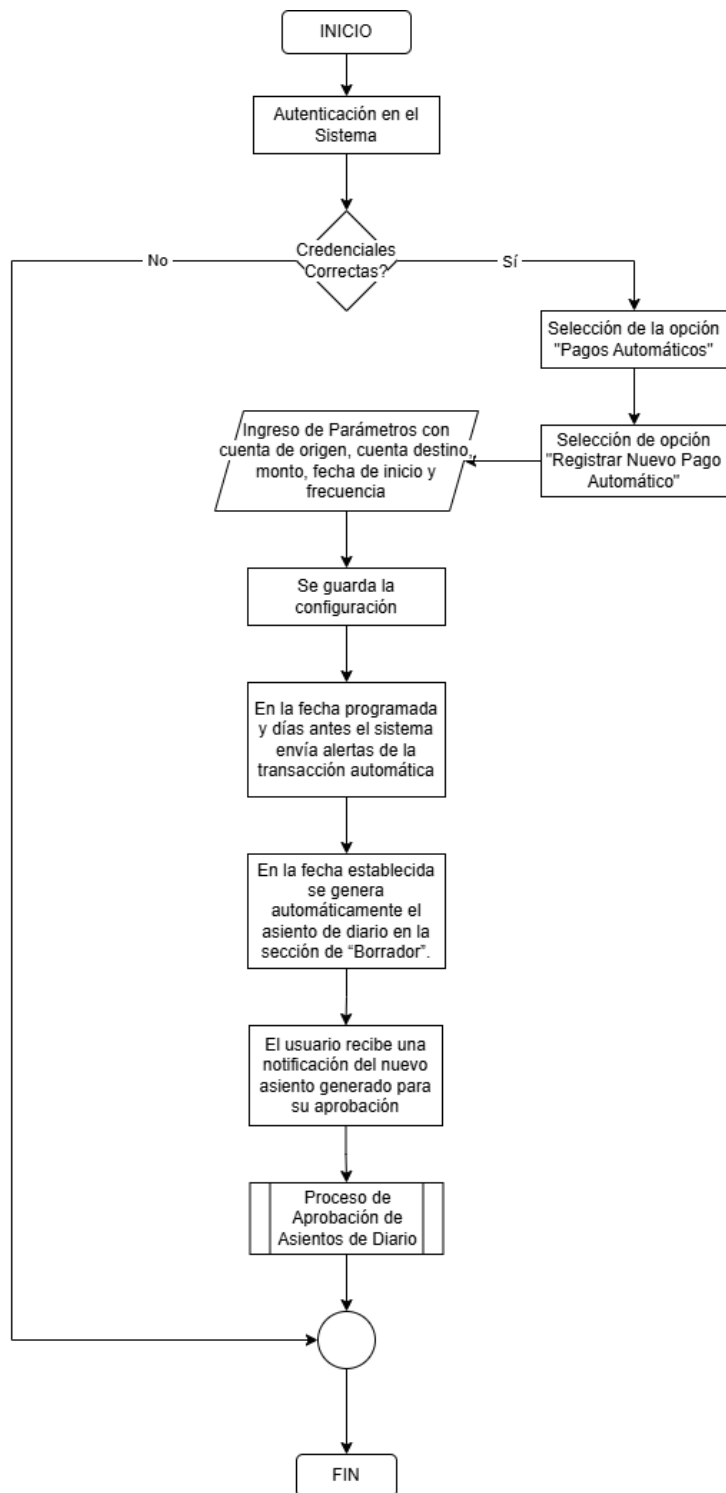 INICIO
Autenticación en el
Sistema
Credenciales
Correctas?
No
Sí
Selección de la opción
"Pagos Automáticos"
Selección de opción
"Registrar Nuevo Pago
Automático"
Ingreso de Parámetros con
cuenta de origen, cuenta destino,
monto, fecha de inicio y
frecuencia
Se guarda la
configuración
En la fecha programada
y días antes el sistema
envía alertas de la
transacción automática
En la fecha establecida
se genera
automáticamente el
asiento de diario en la
sección de “Borrador”.
El usuario recibe una
notificación del nuevo
asiento generado para
su aprobación
Proceso de
Aprobación de
Asientos de Diario
FIN